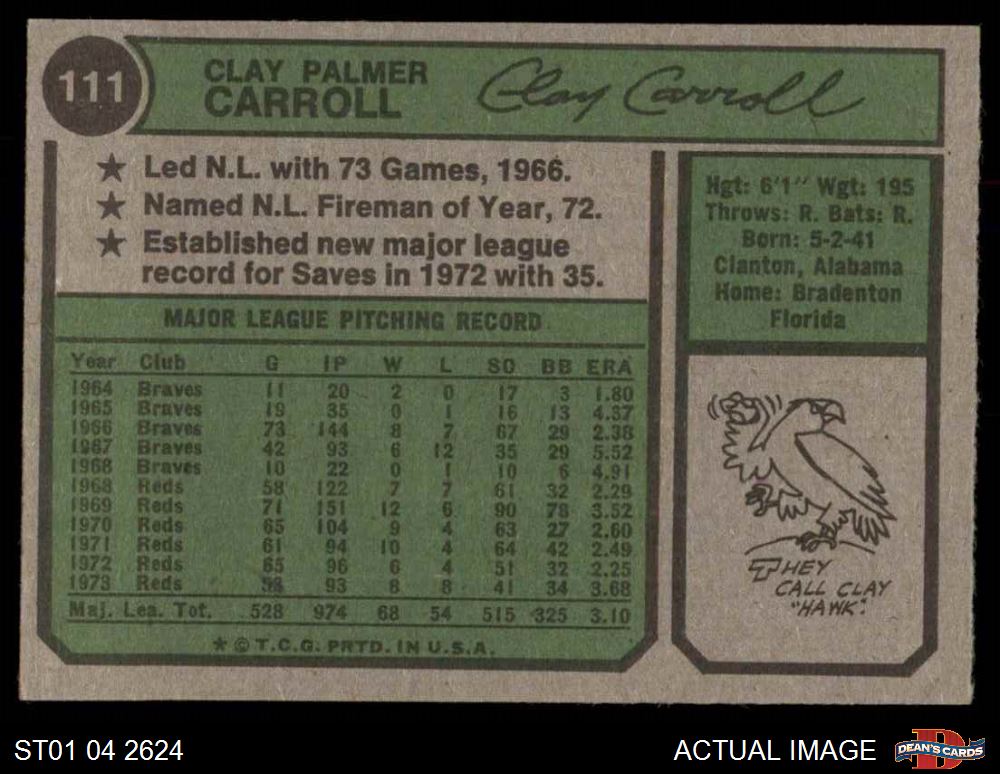 111
CLAY PALMER
CARROLL
Clay Carroll
★ Led N.L. with 73 Games, 1966.
★ Named N.L. Fireman of Year, 72.
★ Established new major league
record for Saves in 1972 with 35.
Hgt: 6'1" Wgt: 195
Throws: R. Bats: R.
Born: 5-2-41
Clanton, Alabama
Home: Bradenton
Florida
MAJOR LEAGUE PITCHING RECORD
Year Club G IP W L SO BB ERA
1964 Braves 11 20 2 0 17 3 1.80
1965 Braves 19 35 0 1 16 13 4.37
1966 Braves 73 144 8 7 67 29 2.38
1967 Braves 42 93 6 12 35 29 5.52
1968 Braves 10 22 0 1 10 6 4.91
1968 Reds 58 122 7 7 61 32 2.29
1969 Reds 71 151 12 6 90 78 3.52
1970 Reds 65 104 9 4 63 27 2.60
1971 Reds 61 94 10 4 64 42 2.49
1972 Reds 65 96 6 4 51 32 2.25
1973 Reds 93 8 8 41 34 3.68
Maj. Lea. Tot. 528 974 68 54 515 325 3.10
★ © T.C.G. PRTD. IN U.S.A.
THEY
CALL CLAY
"HAWK".
ST01 04 2624
ACTUAL IMAGE
DEAN'S CARDS